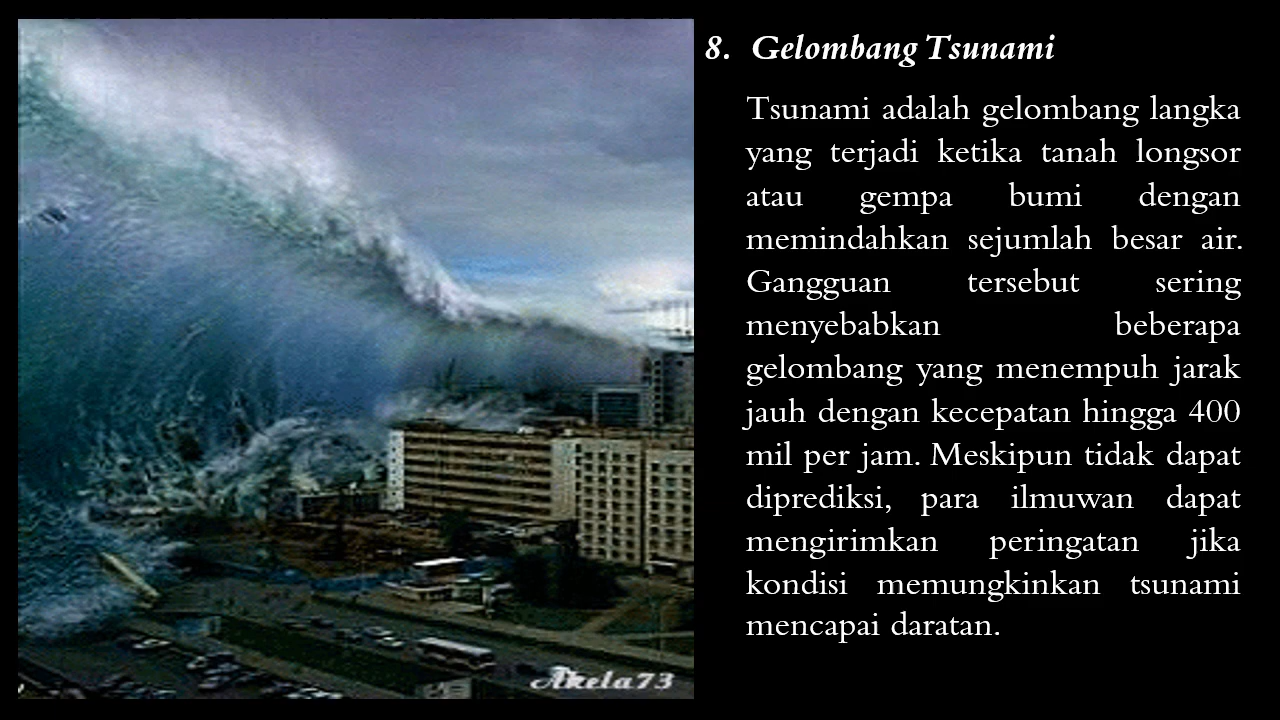 8. Gelombang Tsunami
Tsunami adalah gelombang langka
yang terjadi ketika tanah longsor
atau gempa bumi dengan
memindahkan sejumlah besar air.
Gangguan tersebut sering
menyebabkan beberapa
gelombang yang menempuh jarak
jauh dengan kecepatan hingga 400
mil per jam. Meskipun tidak dapat
diprediksi, para ilmuwan dapat
mengirimkan peringatan jika
kondisi memungkinkan tsunami
mencapai daratan.
Akela73